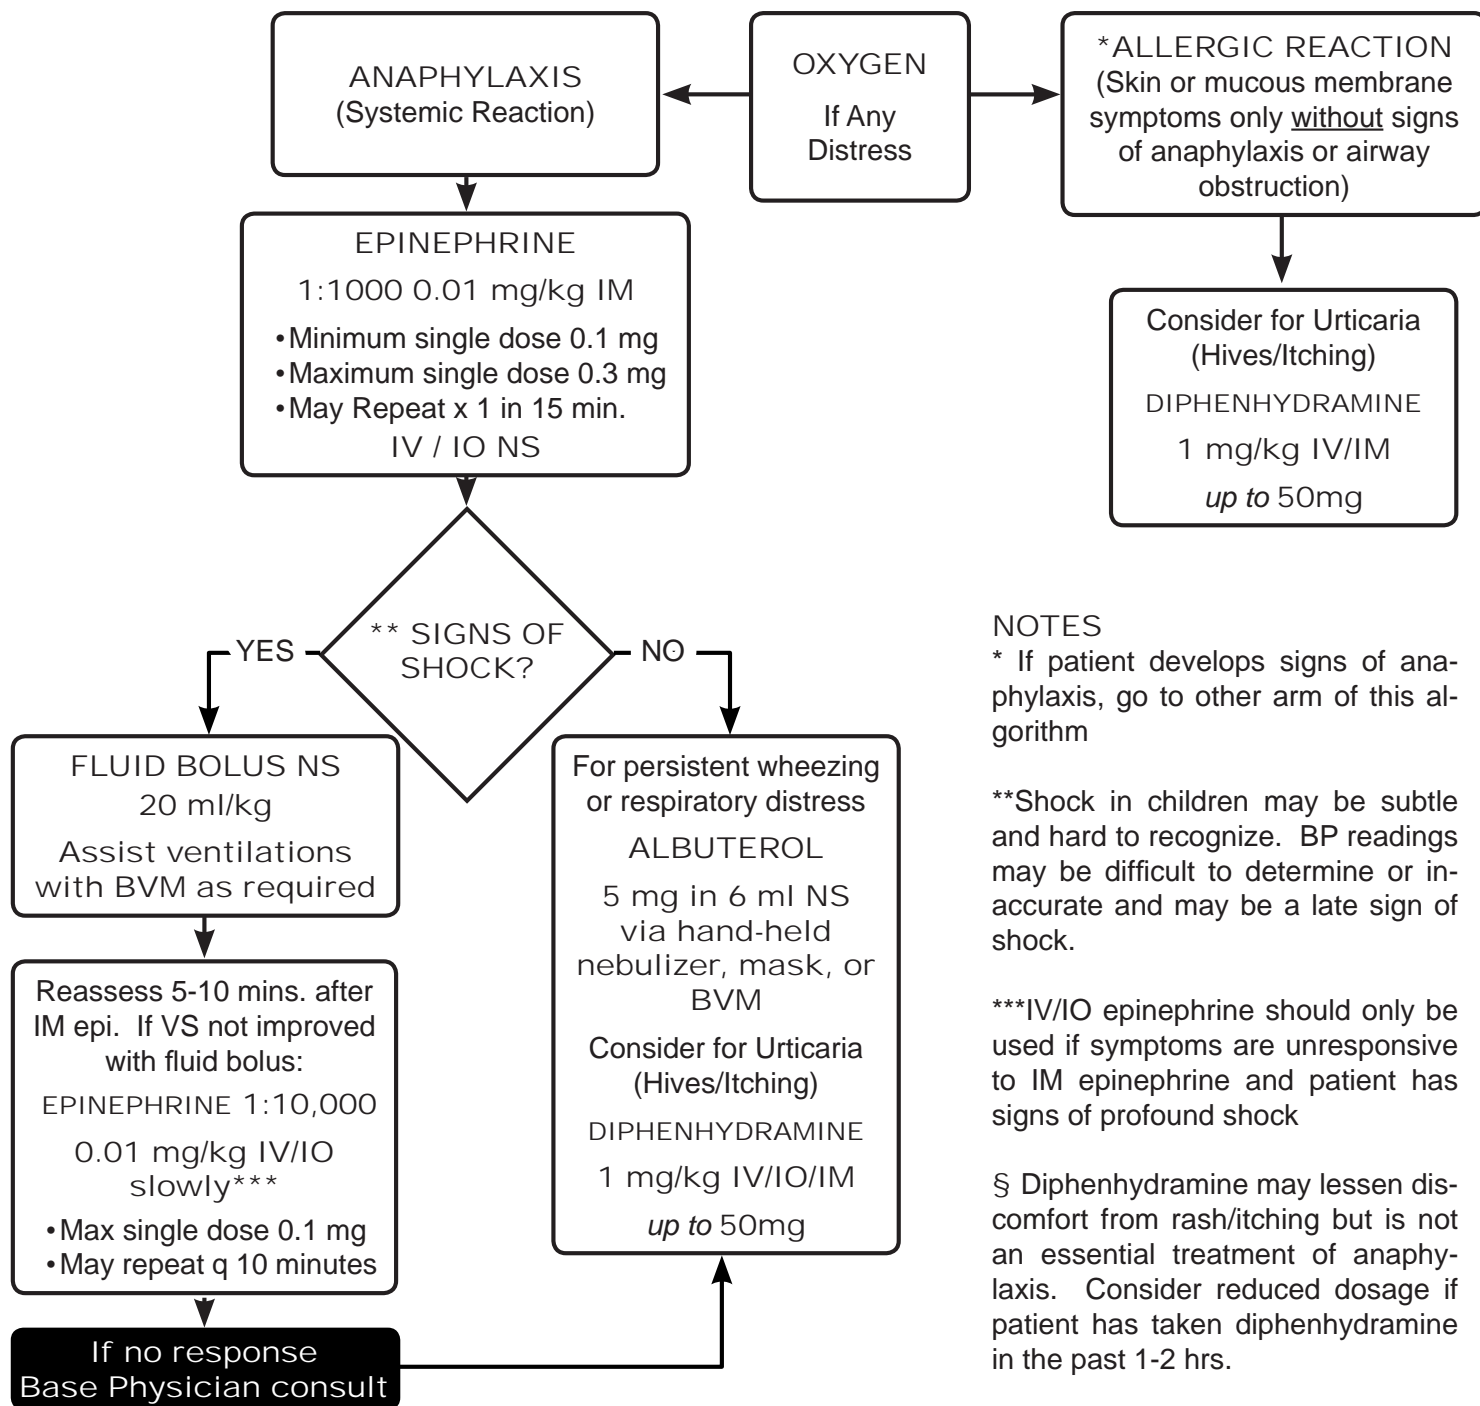 ANAPHYLAXIS
(Systemic Reaction)
OXYGEN
If Any
Distress
*ALLERGIC REACTION
(Skin or mucous membrane
symptoms only without signs
of anaphylaxis or airway
obstruction)
EPINEPHRINE
1:1000 0.01 mg/kg IM
•Minimum single dose 0.1 mg
•Maximum single dose 0.3 mg
•May Repeat x 1 in 15 min.
IV / IO NS
Consider for Urticaria
(Hives/Itching)
DIPHENHYDRAMINE
1 mg/kg IV/IM
up to 50mg
** SIGNS OF
SHOCK?
YES
NO
FLUID BOLUS NS
20 ml/kg
Assist ventilations
with BVM as required
Reassess 5-10 mins. after
IM epi. If VS not improved
with fluid bolus:
EPINEPHRINE 1:10,000
0.01 mg/kg IV/IO
slowly***
•Max single dose 0.1 mg
•May repeat q 10 minutes
If no response
Base Physician consult
For persistent wheezing
or respiratory distress
ALBUTEROL
5 mg in 6 ml NS
via hand-held
nebulizer, mask, or
BVM
Consider for Urticaria
(Hives/Itching)
DIPHENHYDRAMINE
1 mg/kg IV/IO/IM
up to 50mg
NOTES
* If patient develops signs of ana-
phylaxis, go to other arm of this al-
gorithm
**Shock in children may be subtle
and hard to recognize. BP readings
may be difficult to determine or in-
accurate and may be a late sign of
shock.
***IV/IO epinephrine should only be
used if symptoms are unresponsive
to IM epinephrine and patient has
signs of profound shock
§ Diphenhydramine may lessen dis-
comfort from rash/itching but is not
an essential treatment of anaphy-
laxis. Consider reduced dosage if
patient has taken diphenhydramine
in the past 1-2 hrs.